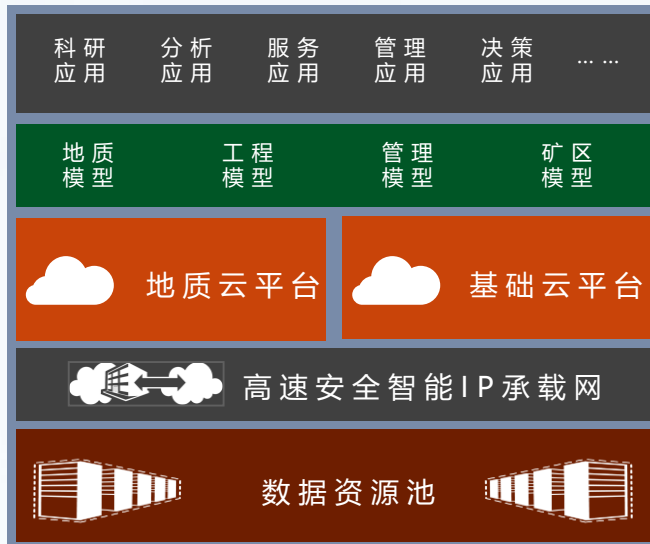 科研 分析 服务 管理 决策 ... ...
应用 应用 应用 应用 应用
地质 工程 管理 矿区
模型 模型 模型 模型
地质云平台 基础云平台
高速安全智能IP承载网
数据资源池